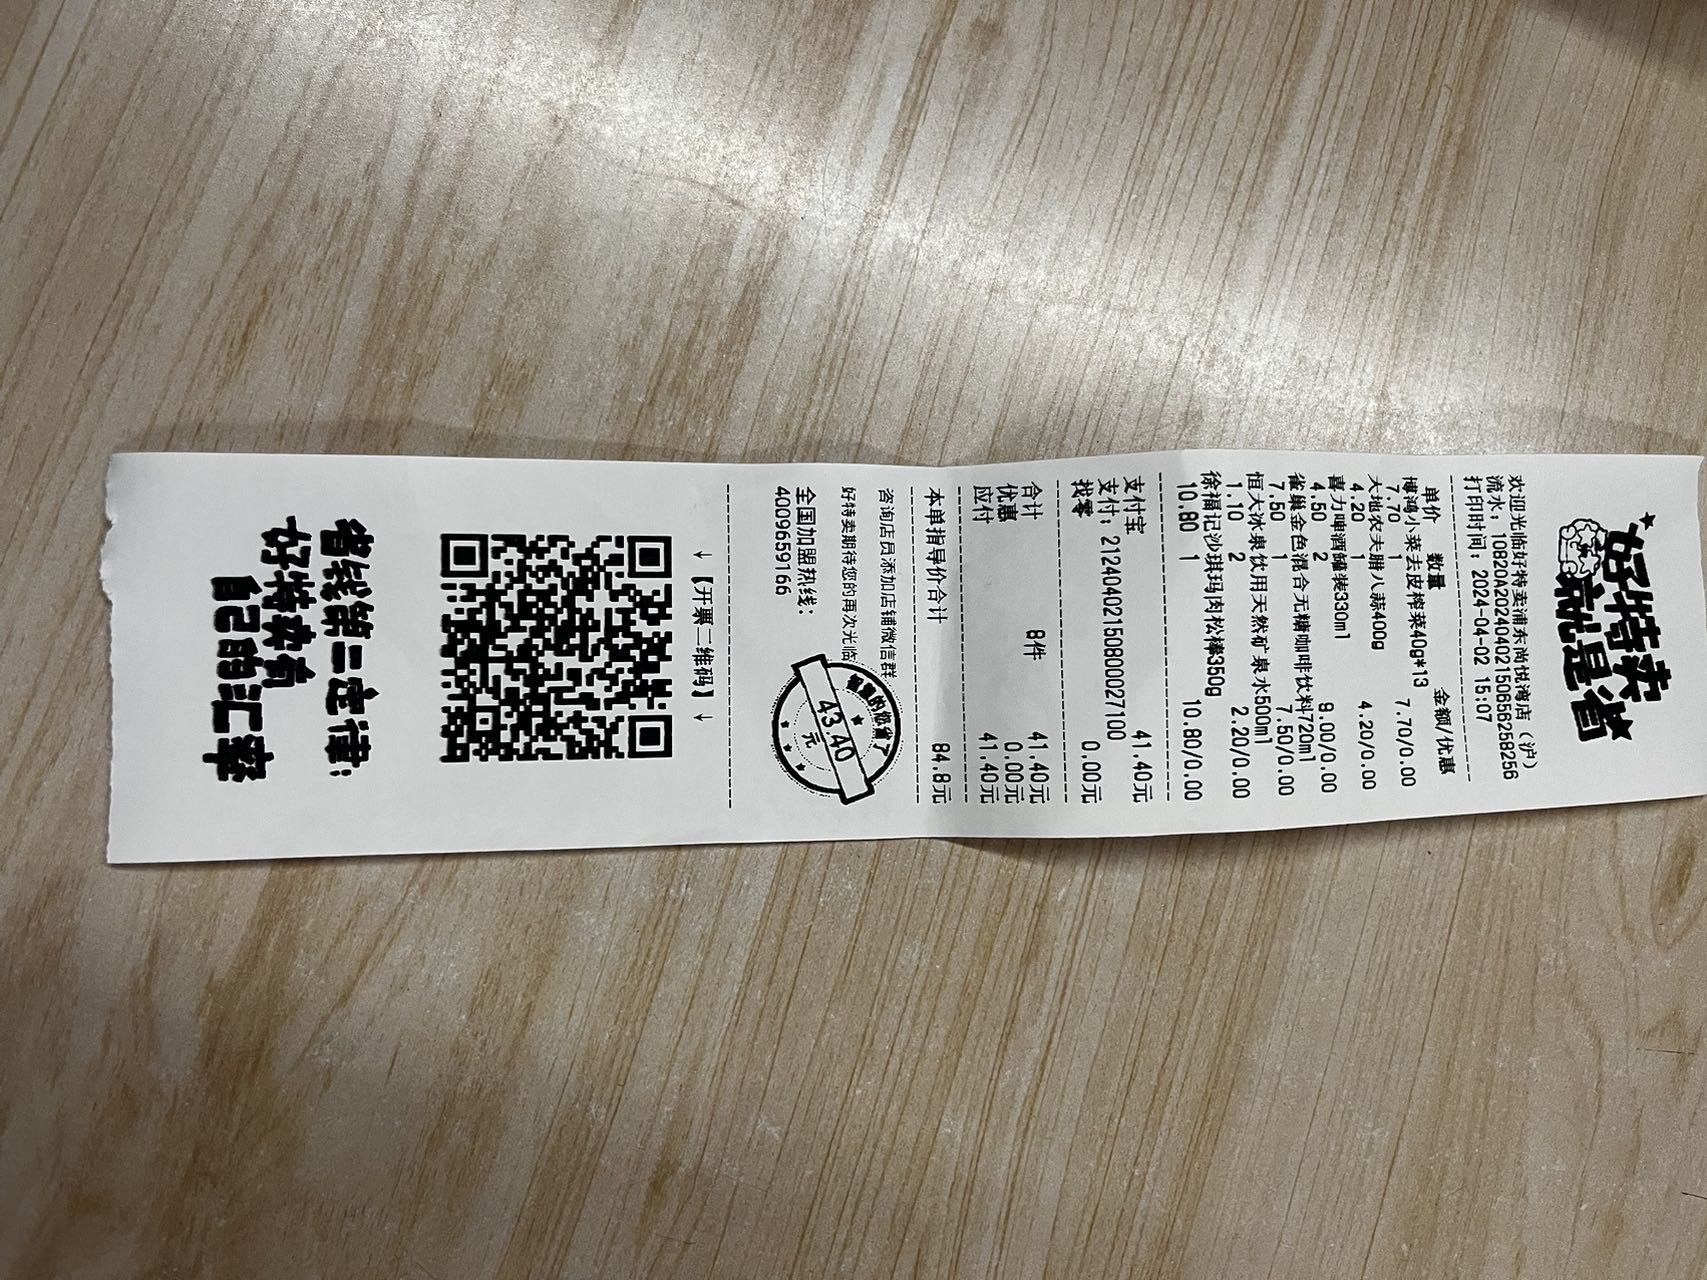 好特卖
就是省
欢迎光临好特卖浦东尚悦湾店（沪）
流水：10820A20240402150656258256
打印时间：2024-04-02 15:07
单价 数量 金额/优惠
博鸿小菜去皮榨菜40g*13
7.70 1 7.70/0.00
大地农夫腊八蒜400g
4.20 1 4.20/0.00
喜力啤酒罐装330ml
4.50 2 9.00/0.00
雀巢金色混合无糖咖啡饮料720ml
7.50 1 7.50/0.00
恒大冰泉饮用天然矿泉水500ml
1.10 2 2.20/0.00
徐福记沙琪玛肉松棒350g
10.80 1 10.80/0.00
支付宝 41.40元
支付：2124040215080002７100
找零 0.00元
合计 8件 41.40元
优惠 0.00元
应付 41.40元
本单指导价合计 84.8元
咨询店员添加店铺微信群
好特卖期待您的再次光临
全国加盟热线：
4009659166
43.40
元
↓【开票二维码】↓
省钱第二定律：
好特卖有
自己的汇率